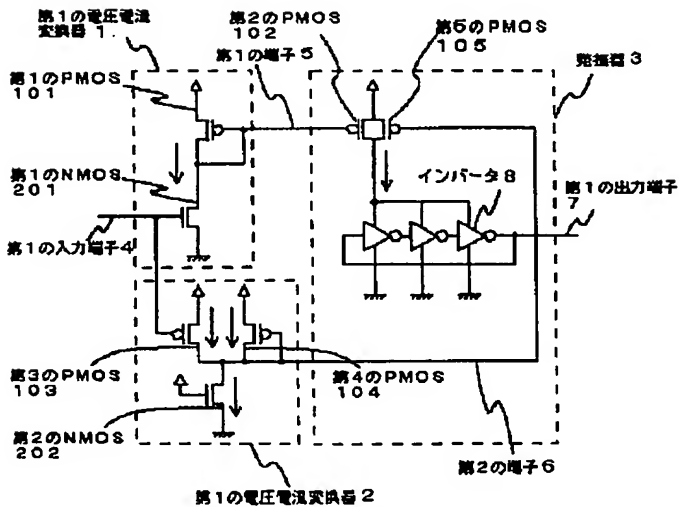 第1の電圧電流
変換器 1.
第2のPMOS
102
第5のPMOS
105
第1の端子 5
発振器 3
第1のPMOS
101
第1のNMOS
201
インバータ 8
第1の出力端子
7
第1の入力端子4
第3のPMOS
103
第4のPMOS
104
第2のNMOS
202
第2の端子 6
第1の電圧電流変換器 2